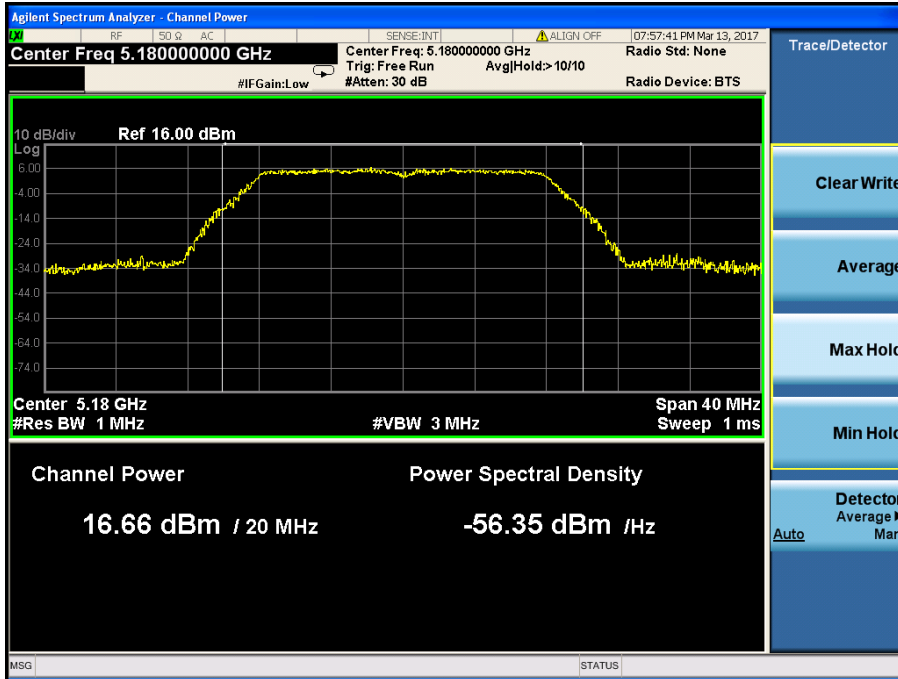 Agilent Spectrum Analyzer - Channel Power
LXI RF 50 Ω AC SENSE:INT ALIGN OFF 07:57:41 PM Mar 13, 2017
Center Freq 5.180000000 GHz
Center Freq: 5.180000000 GHz
Radio Std: None
Trig: Free Run Avg|Hold:>10/10
#IFGain:Low
#Atten: 30 dB
Radio Device: BTS
Trace/Detector
10 dB/div Ref 16.00 dBm
Log
6.00
-4.00
-14.0
-24.0
-34.0
-44.0
-54.0
-64.0
-74.0
Center 5.18 GHz Span 40 MHz
#Res BW 1 MHz #VBW 3 MHz Sweep 1 ms
Channel Power
Power Spectral Density
16.66 dBm / 20 MHz
-56.35 dBm /Hz
Clear Write
Average
Max Hold
Min Hold
Detector
Average
Auto Man
MSG STATUS